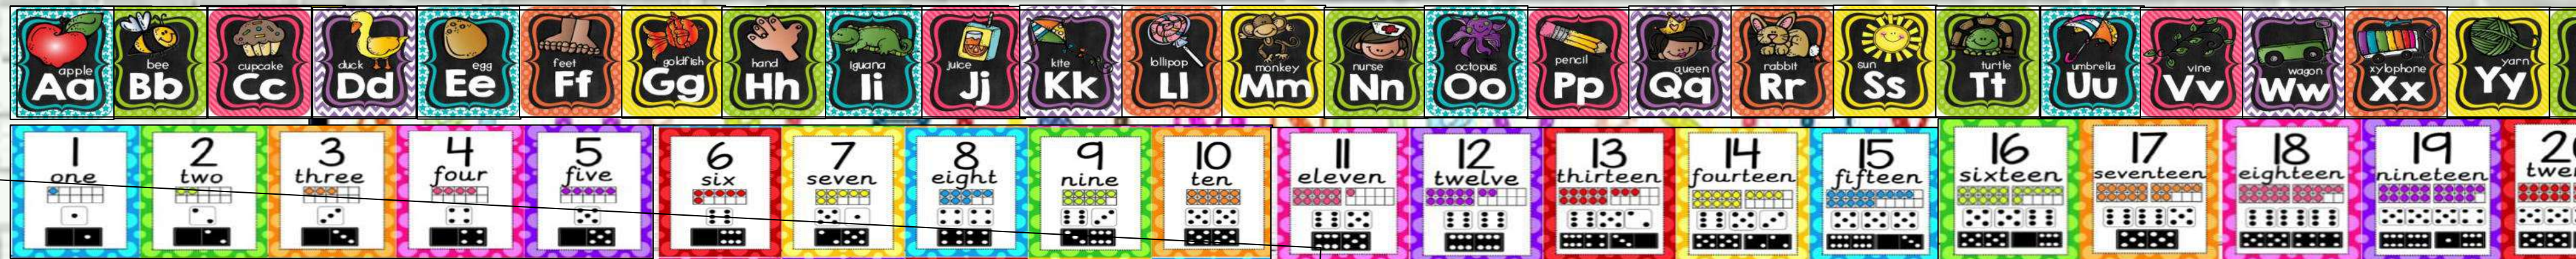 apple bee cupcake duck egg feet goldfish hand iguana juice kite lollipop monkey nurse octopus pencil queen rabbit sun turtle umbrella vine wagon xylophone yarn
Aa Bb Cc Dd Ee Ff Gg Hh Ii Jj Kk Ll Mm Nn Oo Pp Qq Rr Ss Tt Uu Vv Ww Xx Yy
1 2 3 4 5 6 7 8 9 10 11 12 13 14 15 16 17 18 19
one two three four five six seven eight nine ten eleven twelve thirteen fourteen fifteen sixteen seventeen eighteen nineteen